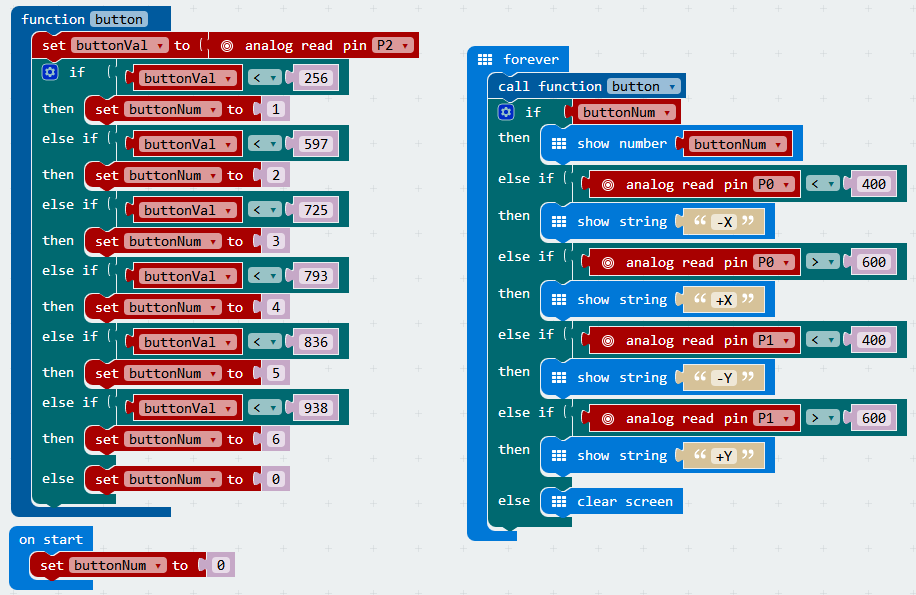 function button
set buttonVal to analog read pin P2
if buttonVal < 256
then set buttonNum to 1
else if buttonVal < 597
then set buttonNum to 2
else if buttonVal < 725
then set buttonNum to 3
else if buttonVal < 793
then set buttonNum to 4
else if buttonVal < 836
then set buttonNum to 5
else if buttonVal < 938
then set buttonNum to 6
else set buttonNum to 0
on start
set buttonNum to 0
forever
call function button
if buttonNum
then show number buttonNum
else if analog read pin P0 < 400
then show string “ -X ”
else if analog read pin P0 > 600
then show string “ +X ”
else if analog read pin P1 < 400
then show string “ -Y ”
else if analog read pin P1 > 600
then show string “ +Y ”
else clear screen